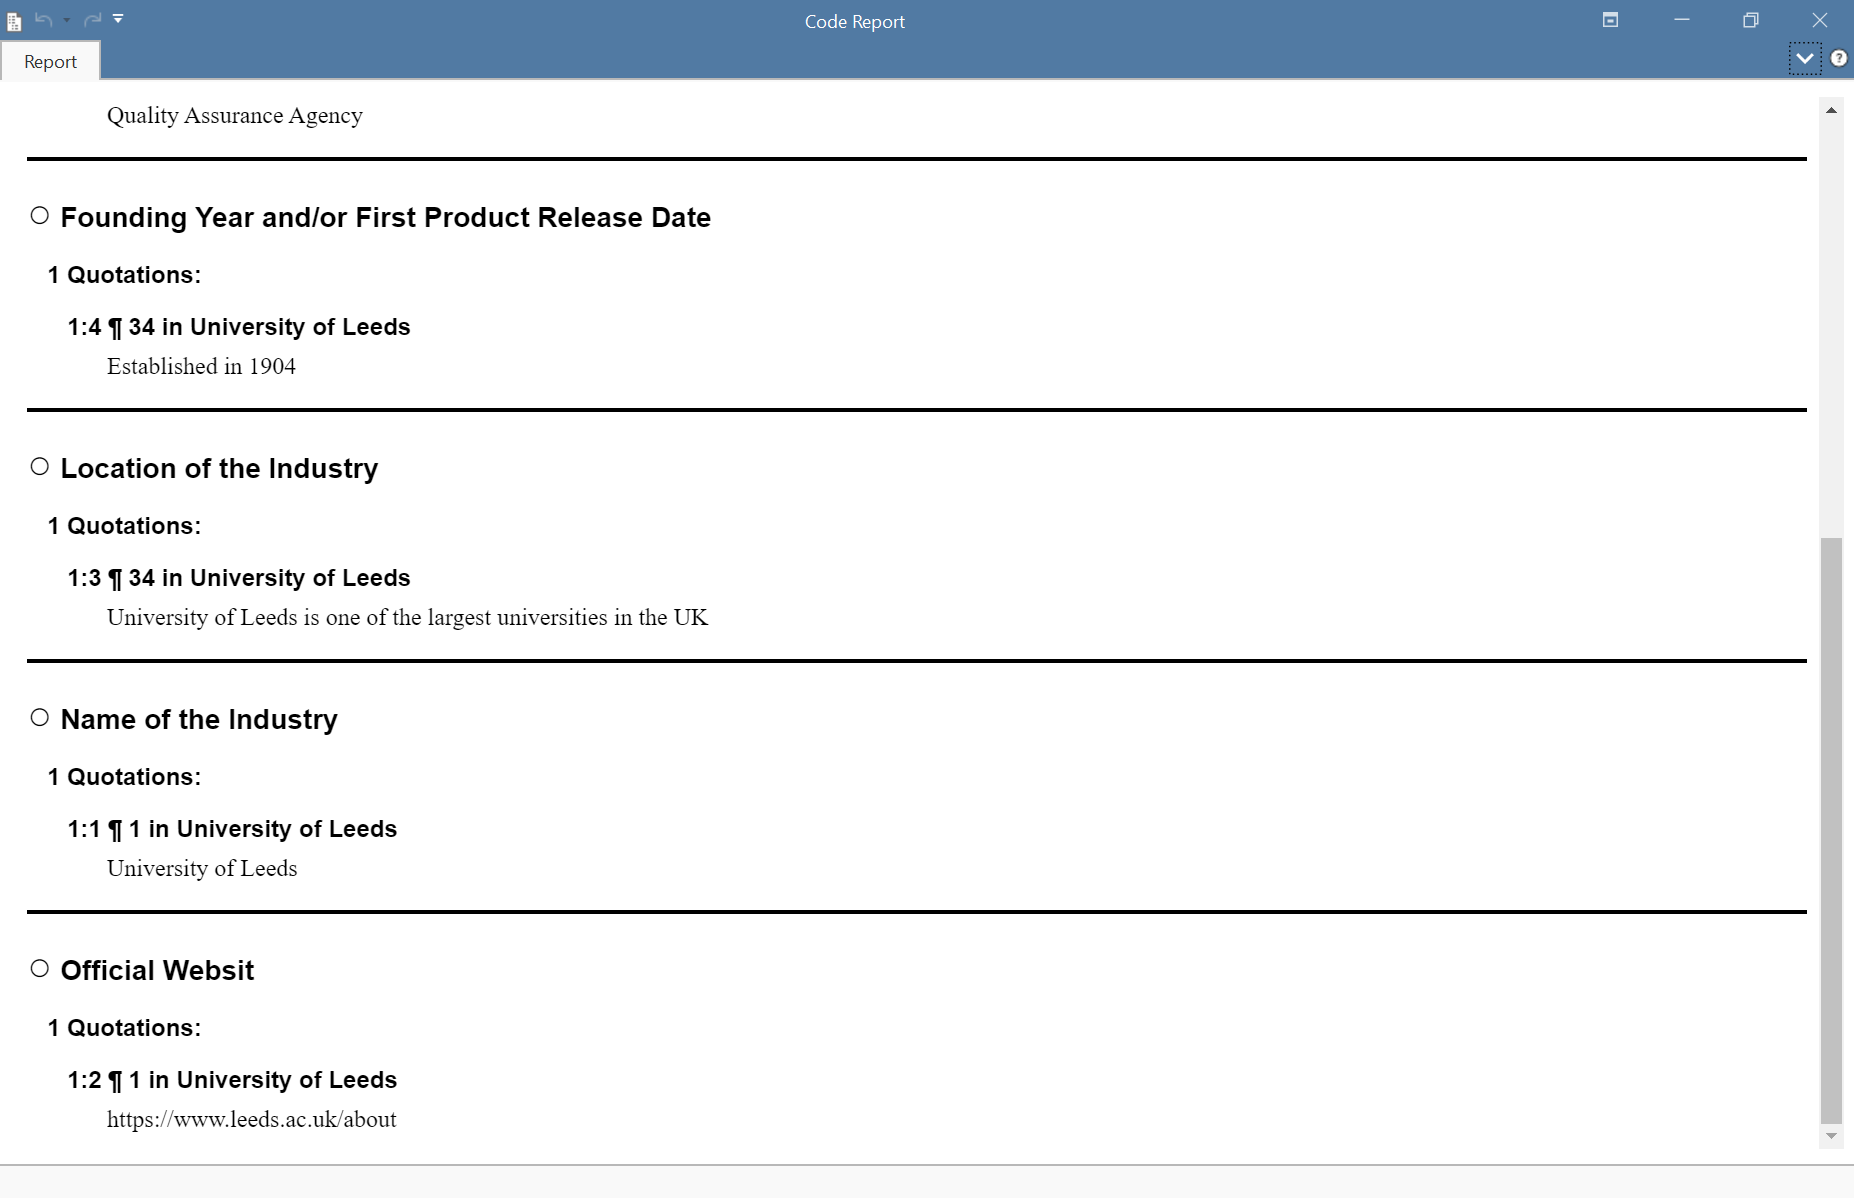 Code Report
Report
Quality Assurance Agency
Founding Year and/or First Product Release Date
1 Quotations:
1:4 ¶ 34 in University of Leeds
Established in 1904
Location of the Industry
1 Quotations:
1:3 ¶ 34 in University of Leeds
University of Leeds is one of the largest universities in the UK
Name of the Industry
1 Quotations:
1:1 ¶ 1 in University of Leeds
University of Leeds
Official Websit
1 Quotations:
1:2 ¶ 1 in University of Leeds
https://www.leeds.ac.uk/about